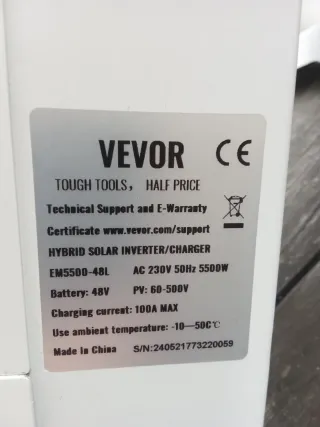 VEVOR CE
TOUGH TOOLS, HALF PRICE
Technical Support and E-Warranty
Certificate www.vevor.com/support
HYBRID SOLAR INVERTER/CHARGER
EM5500-48L AC 230V 50Hz 5500W
Battery: 48V PV: 60-500V
Charging current: 100A MAX
Use ambient temperature: -10—50C℃
Made in China S/N:240521773220059